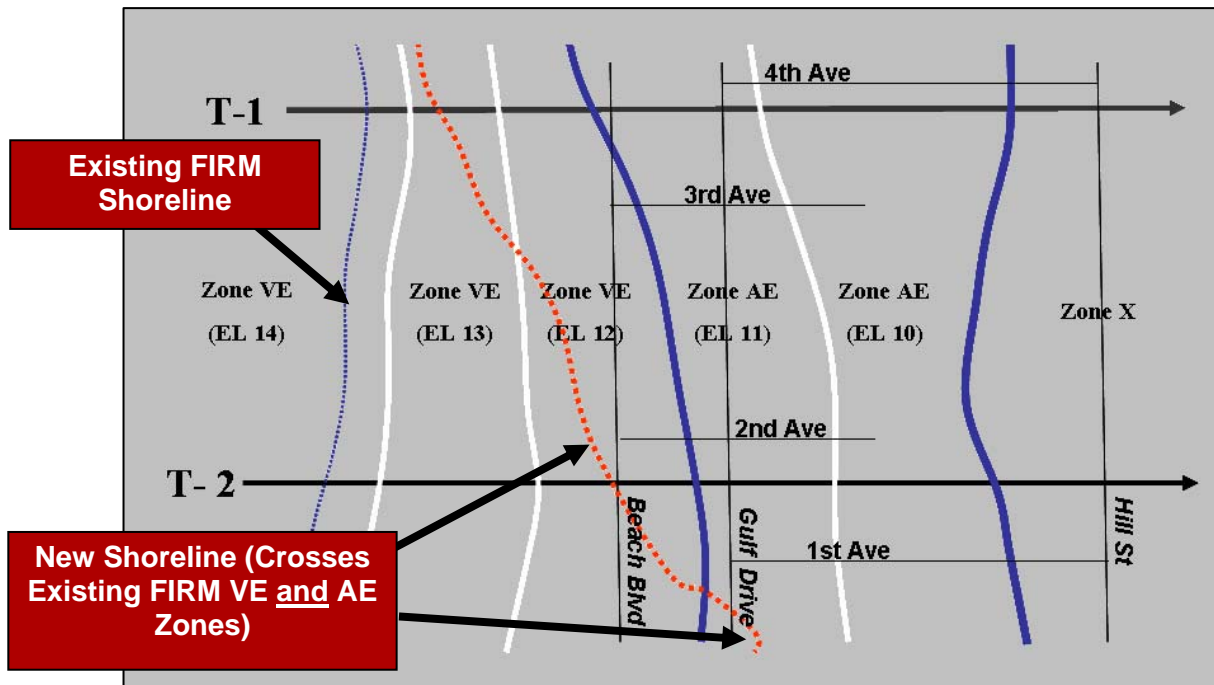 4th Ave
T-1
Existing FIRM
Shoreline
3rd Ave
Zone VE
(EL 14)
Zone VE
(EL 13)
Zone VE
(EL 12)
Zone AE
(EL 11)
Zone AE
(EL 10)
Zone X
2nd Ave
T- 2
Beach Blvd
Gulf Drive
Hill St
1st Ave
New Shoreline (Crosses
Existing FIRM VE and AE
Zones)